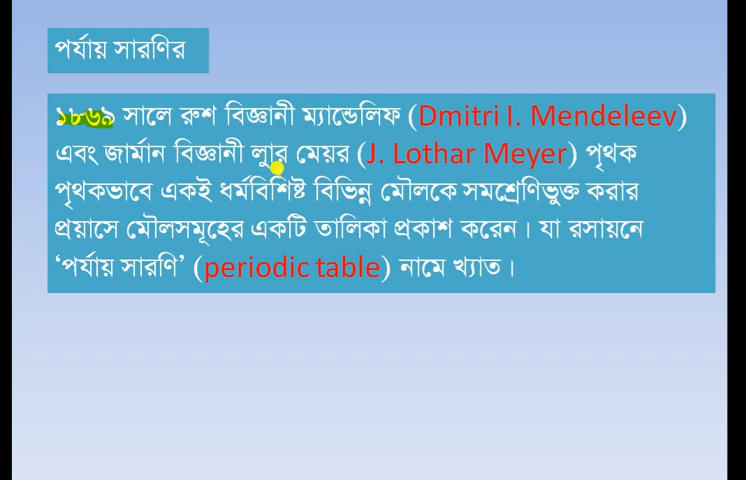 পর্যায় সারণির
১৮৬৯ সালে রুশ বিজ্ঞানী ম্যান্ডেলিফ (Dmitri I. Mendeleev)
এবং জার্মান বিজ্ঞানী লুার মেয়র (J. Lothar Meyer) পৃথক
পৃথকভাবে একই ধর্মবিশিষ্ট বিভিন্ন মৌলকে সমশ্রেণিভুক্ত করার
প্রয়াসে মৌলসমূহের একটি তালিকা প্রকাশ করেন। যা রসায়নে
‘পর্যায় সারণি’ (periodic table) নামে খ্যাত।